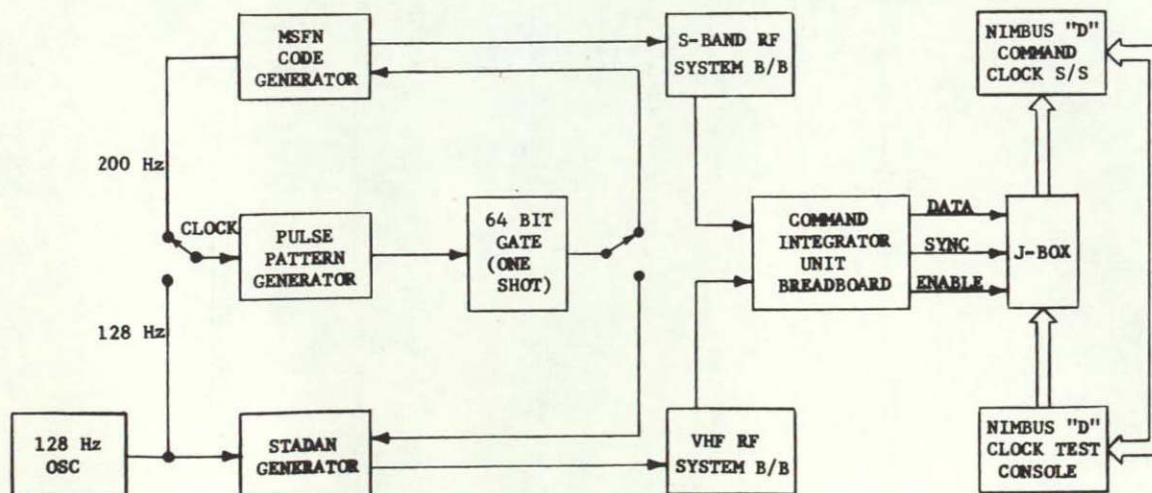 MSFN
CODE
GENERATOR
S-BAND RF
SYSTEM B/B
NIMBUS "D"
COMMAND
CLOCK S/S
200 Hz
CLOCK
PULSE
PATTERN
GENERATOR
64 BIT
GATE
(ONE
SHOT)
COMMAND
INTEGRATOR
UNIT
BREADBOARD
DATA
SYNC
ENABLE
J-BOX
128 Hz
128 Hz
OSC
STADAN
GENERATOR
VHF RF
SYSTEM B/B
NIMBUS "D"
CLOCK TEST
CONSOLE